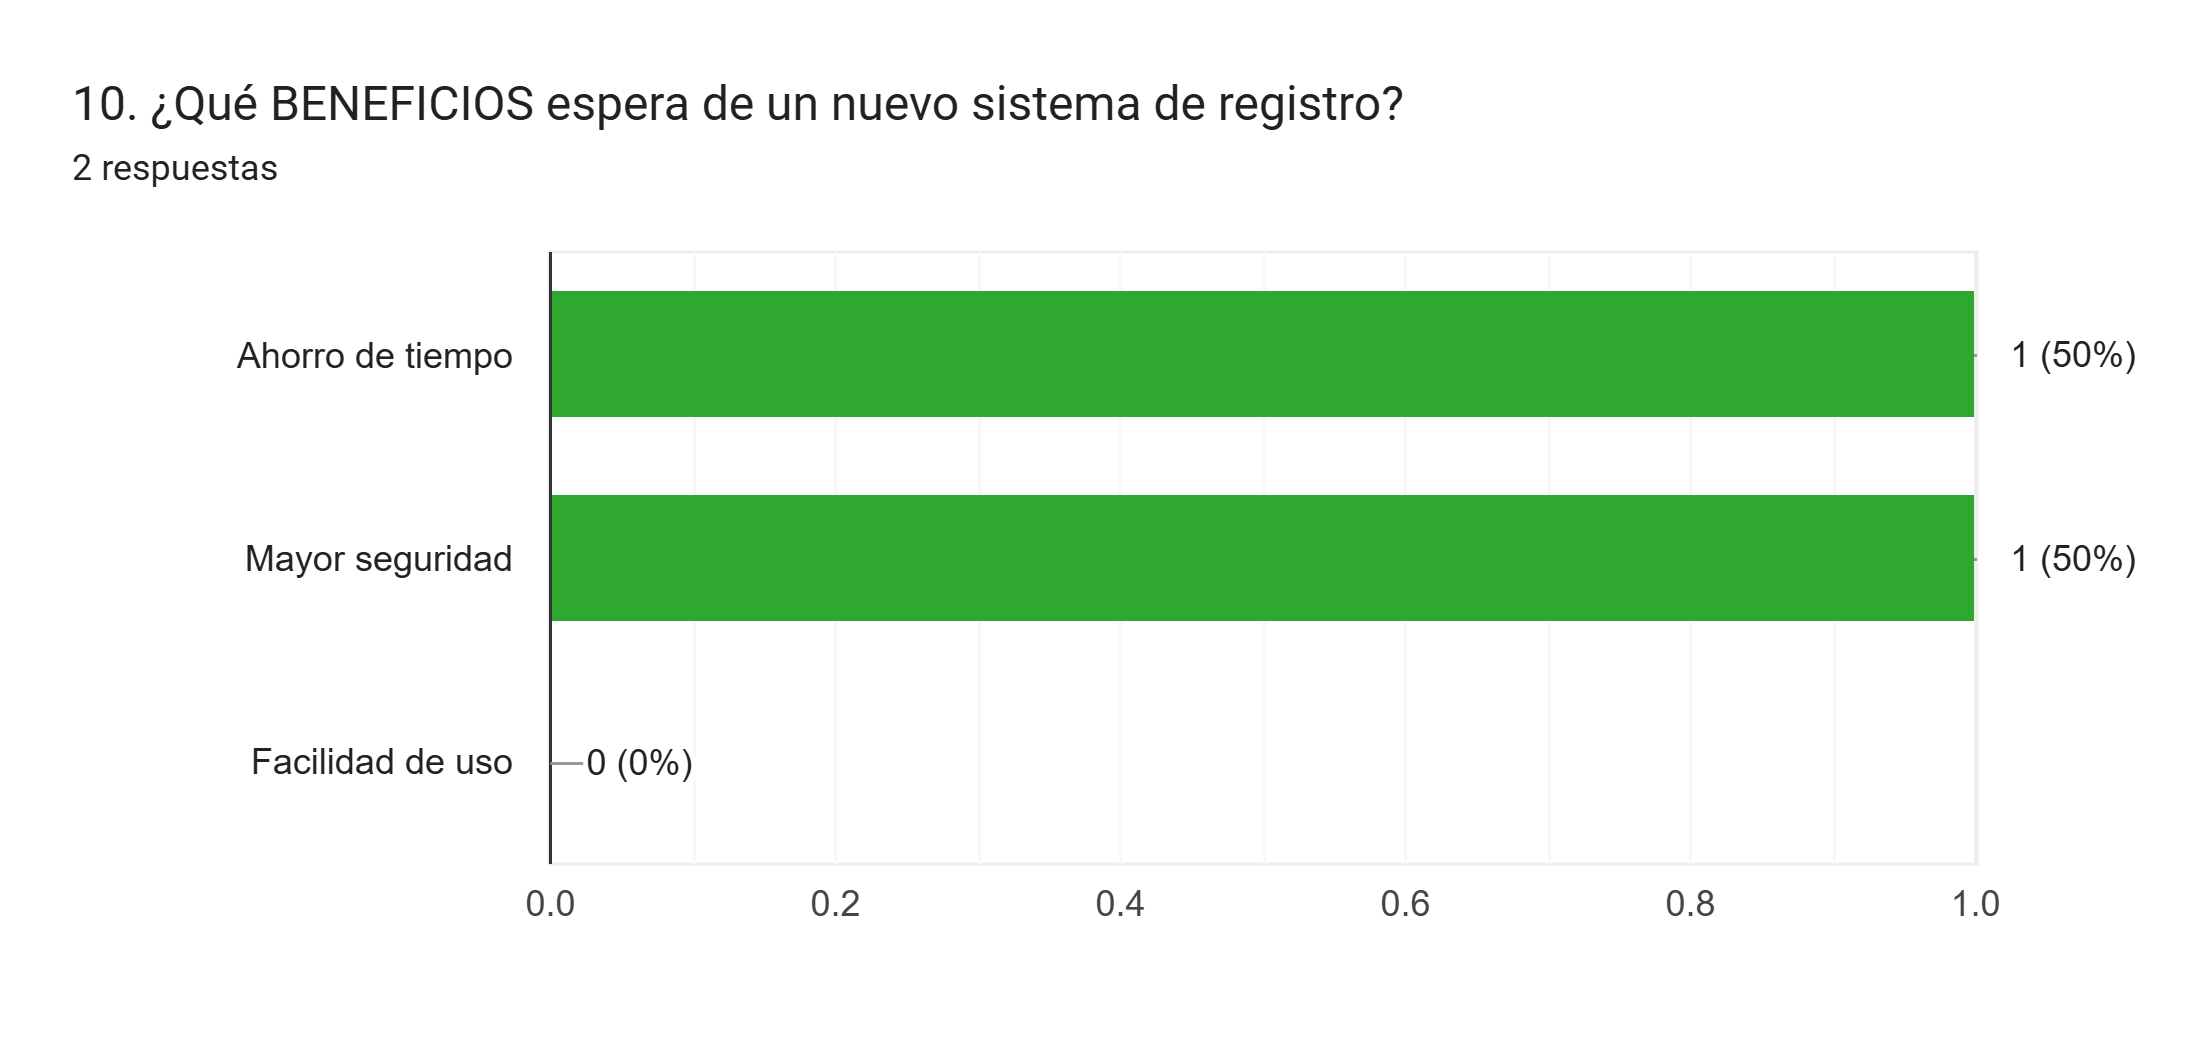 10. ¿Qué BENEFICIOS espera de un nuevo sistema de registro?
2 respuestas
Ahorro de tiempo
1 (50%)
Mayor seguridad
1 (50%)
Facilidad de uso
0 (0%)
0.0 0.2 0.4 0.6 0.8 1.0